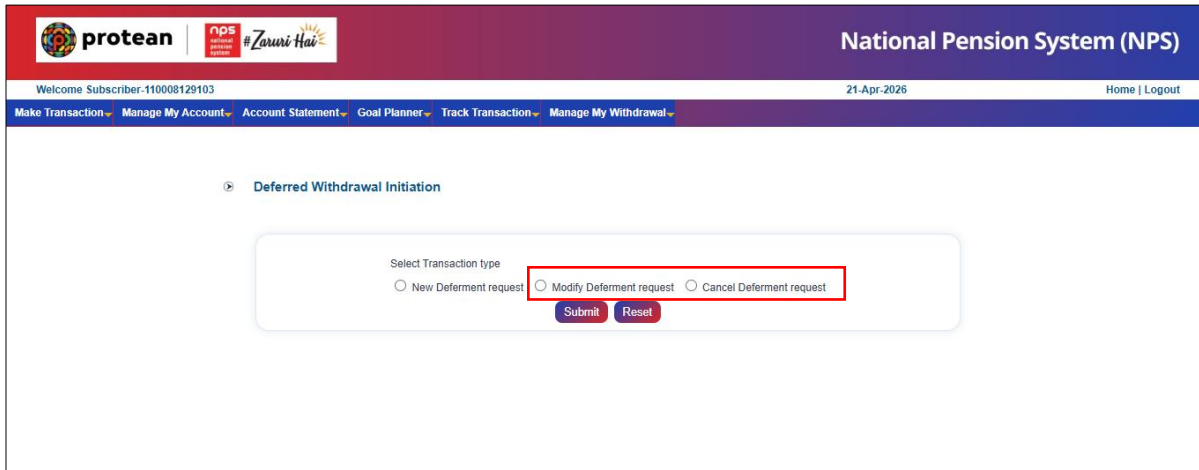 protean
nps
national
pension
system
#Zaruri Hai
National Pension System (NPS)
Welcome Subscriber-110008129103
21-Apr-2026
Home | Logout
Make Transaction Manage My Account Account Statement Goal Planner Track Transaction Manage My Withdrawal
Deferred Withdrawal Initiation
Select Transaction type
New Deferment request Modify Deferment request Cancel Deferment request
Submit Reset